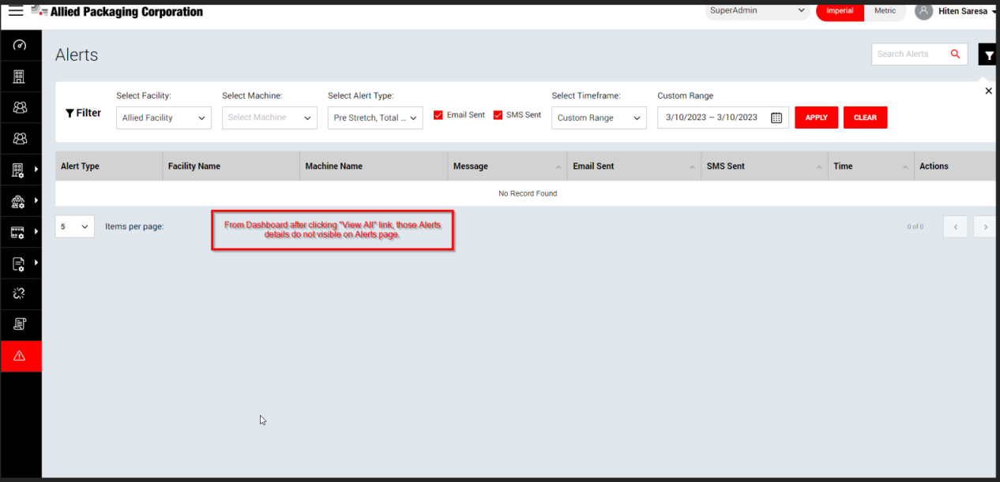 Allied Packaging Corporation
SuperAdmin
Imperial
Metric
Hiten Saresa
Alerts
Search Alerts
Filter
Select Facility:
Allied Facility
Select Machine:
Select Machine
Select Alert Type:
Pre Stretch, Total ...
Email Sent
SMS Sent
Select Timeframe:
Custom Range
Custom Range
3/10/2023 – 3/10/2023
APPLY
CLEAR
Alert Type
Facility Name
Machine Name
Message
Email Sent
SMS Sent
Time
Actions
No Record Found
5
Items per page:
From Dashboard after clicking "View All" link, those Alerts
details do not visible on Alerts page.
0 of 0